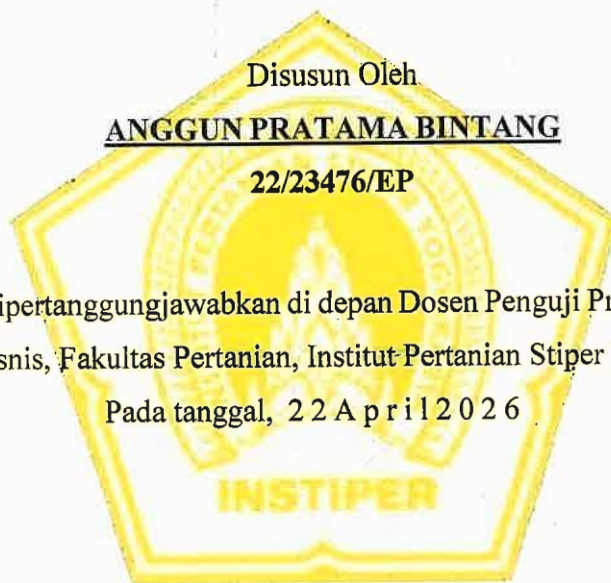 Disusun Oleh
ANGGUN PRATAMA BINTANG
22/23476/EP
ipertanggungjawabkan di depan Dosen Penguji Pr
snis, Fakultas Pertanian, Institut Pertanian Stiper
Pada tanggal, 2 2 A p r i l 2 0 2 6
INSTIPER